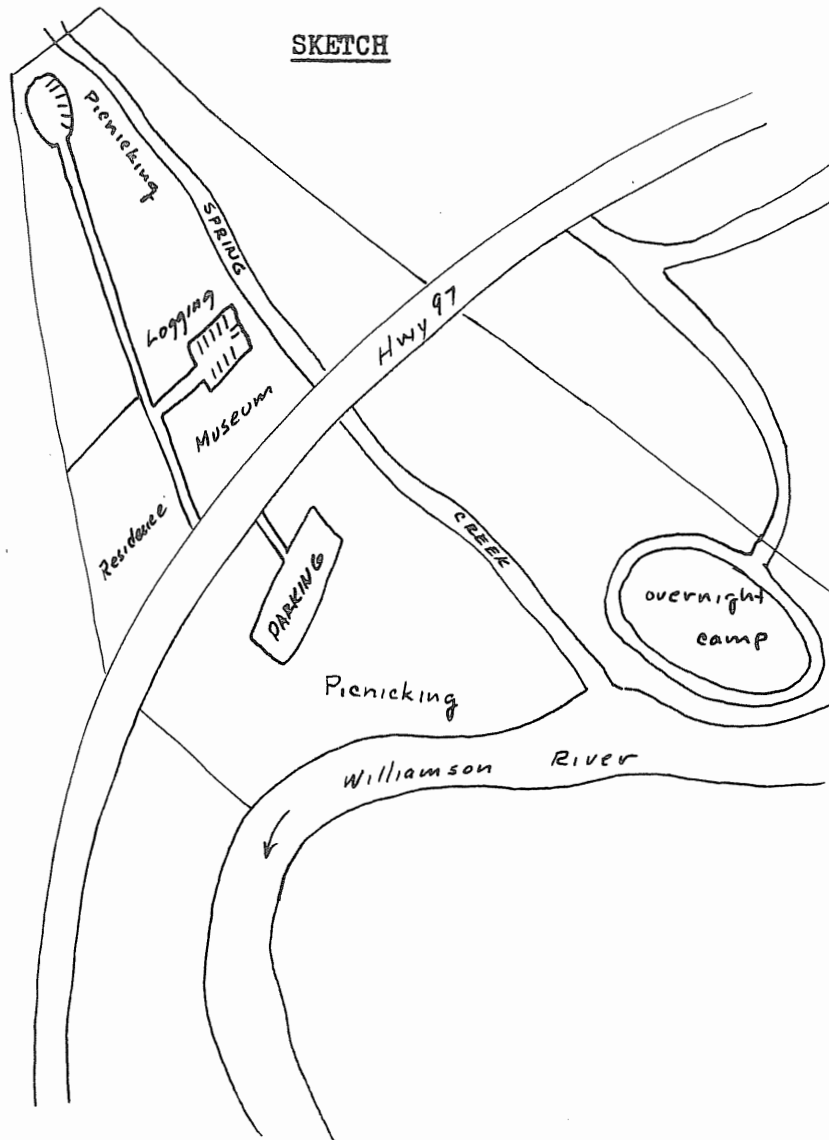 SKETCH
Picnicking
SPRING
Hwy 97
Logging
Museum
Residence
CREEK
PARKING
overnight
camp
Picnicking
Williamson River